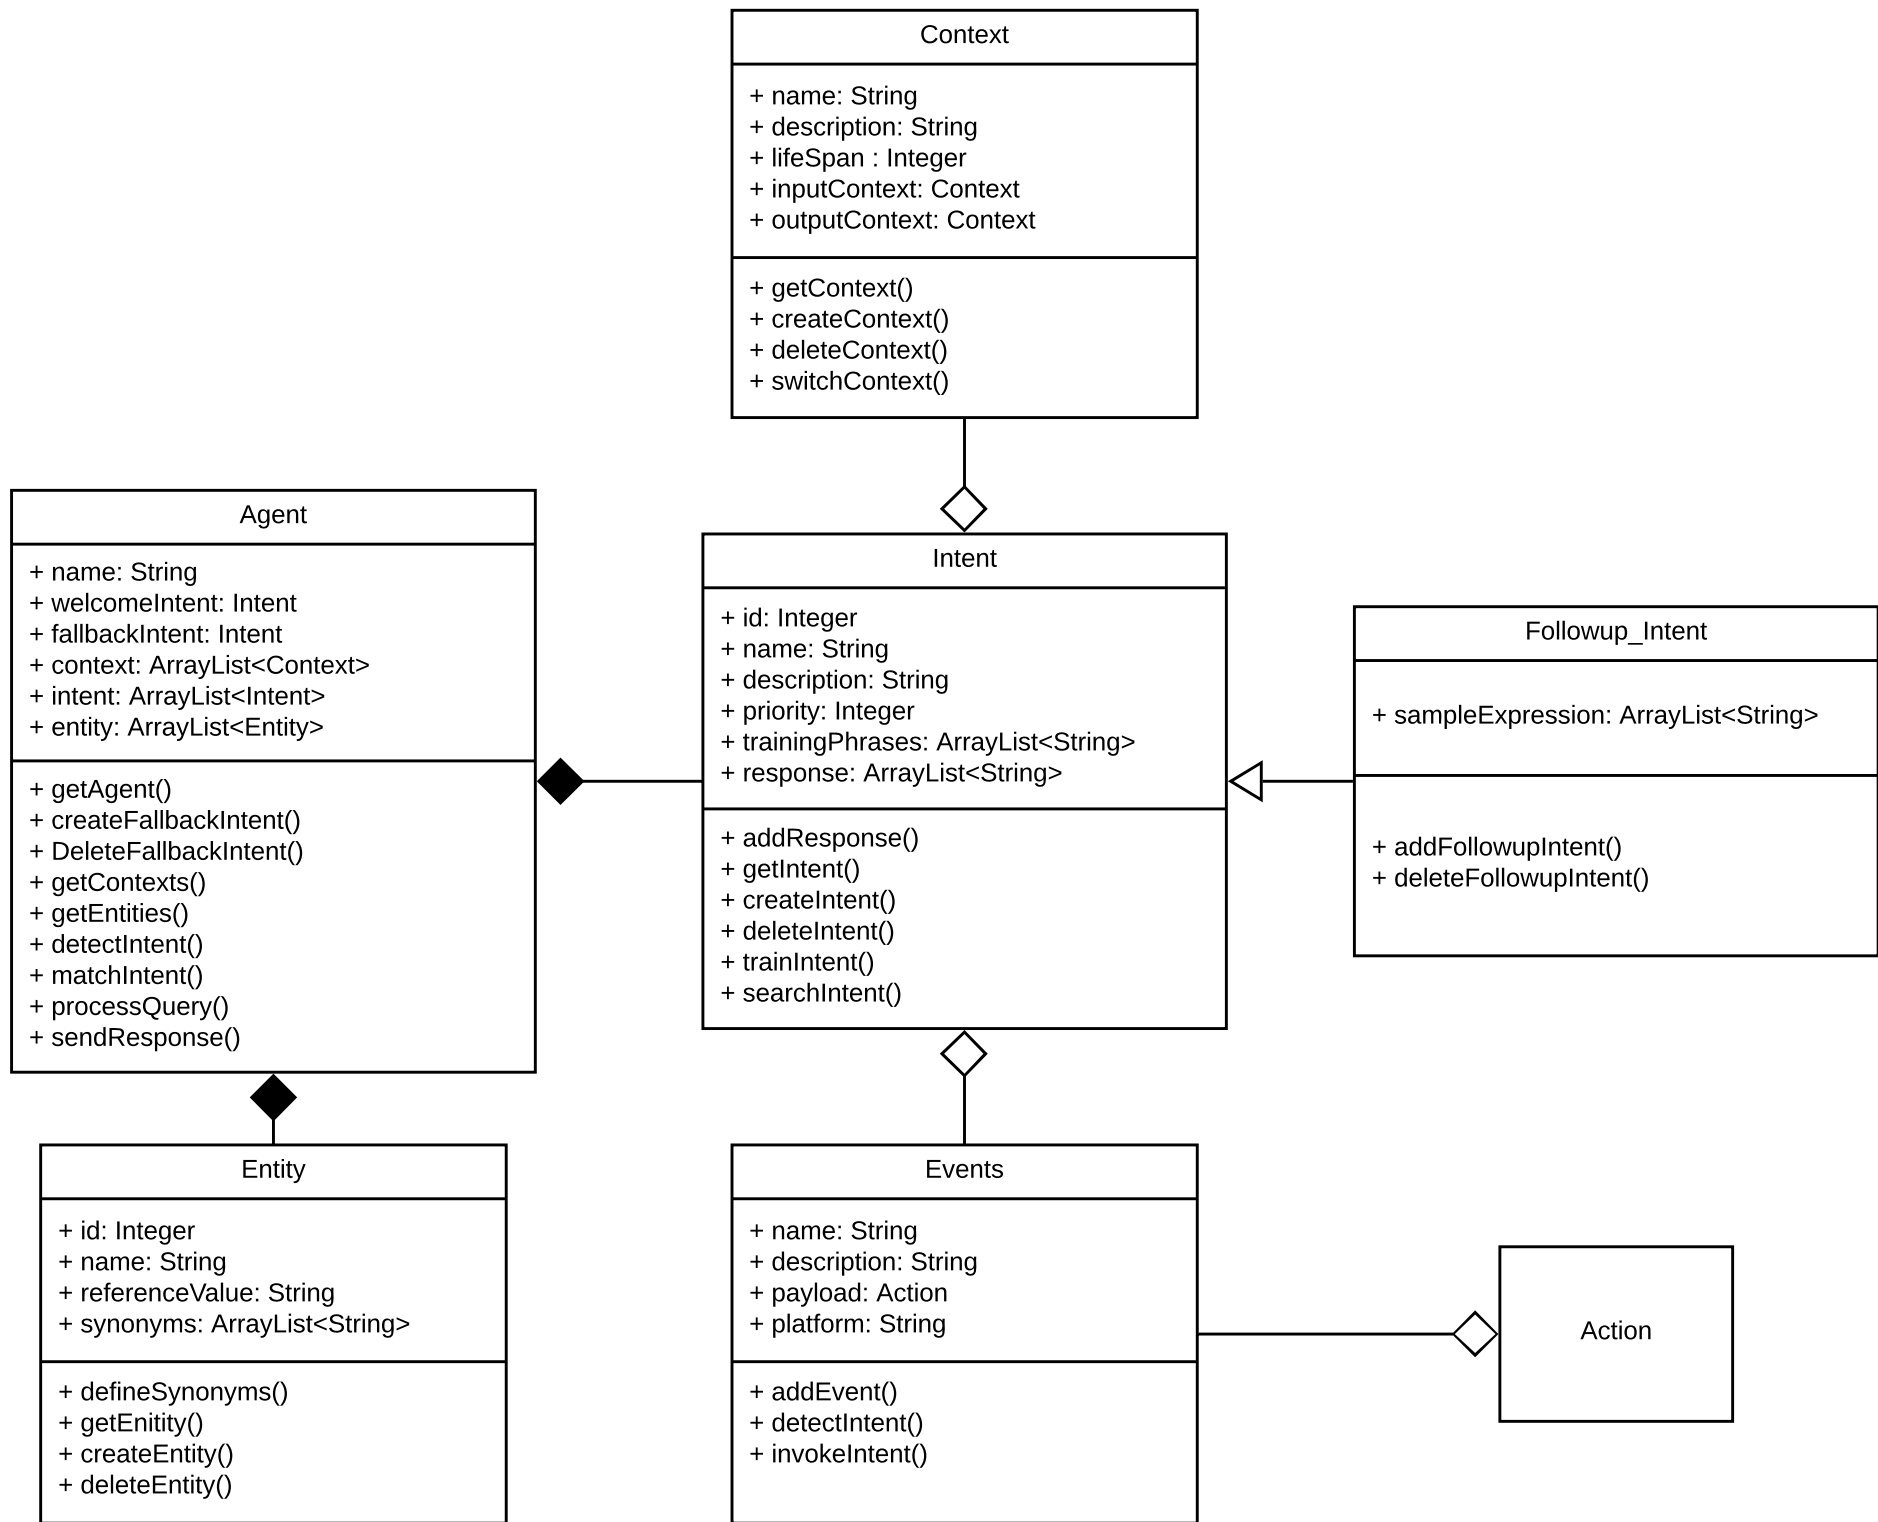 Context
+ name: String
+ description: String
+ lifeSpan : Integer
+ inputContext: Context
+ outputContext: Context
+ getContext()
+ createContext()
+ deleteContext()
+ switchContext()
Agent
+ name: String
+ welcomeIntent: Intent
+ fallbackIntent: Intent
+ context: ArrayList<Context>
+ intent: ArrayList<Intent>
+ entity: ArrayList<Entity>
+ getAgent()
+ createFallbackIntent()
+ DeleteFallbackIntent()
+ getContexts()
+ getEntities()
+ detectIntent()
+ matchIntent()
+ processQuery()
+ sendResponse()
Intent
+ id: Integer
+ name: String
+ description: String
+ priority: Integer
+ trainingPhrases: ArrayList<String>
+ response: ArrayList<String>
+ addResponse()
+ getIntent()
+ createIntent()
+ deleteIntent()
+ trainIntent()
+ searchIntent()
Followup_Intent
+ sampleExpression: ArrayList<String>
+ addFollowupIntent()
+ deleteFollowupIntent()
Entity
+ id: Integer
+ name: String
+ referenceValue: String
+ synonyms: ArrayList<String>
+ defineSynonyms()
+ getEnitity()
+ createEntity()
+ deleteEntity()
Events
+ name: String
+ description: String
+ payload: Action
+ platform: String
+ addEvent()
+ detectIntent()
+ invokeIntent()
Action